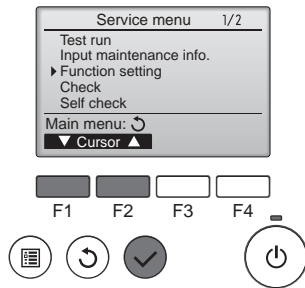 Service menu 1/2
Test run
Input maintenance info.
Function setting
Check
Self check
Main menu:
Cursor
F1 F2 F3 F4